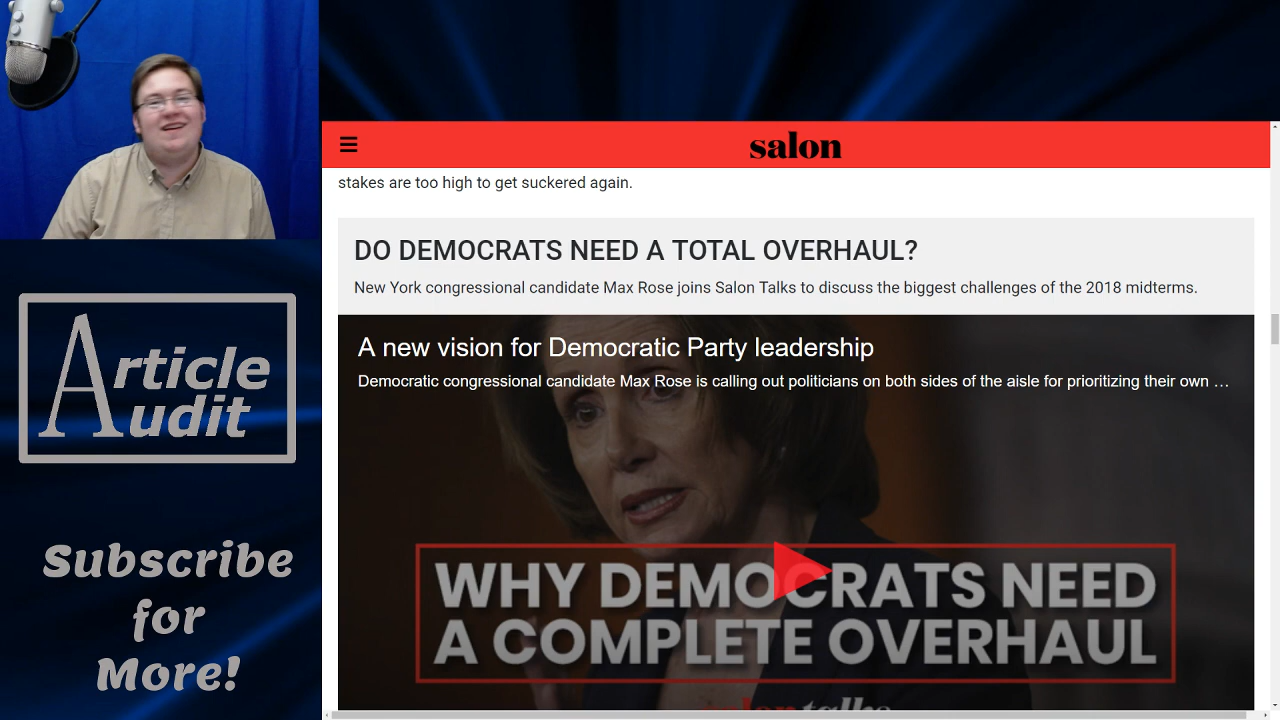 salon
stakes are too high to get suckered again.
DO DEMOCRATS NEED A TOTAL OVERHAUL?
New York congressional candidate Max Rose joins Salon Talks to discuss the biggest challenges of the 2018 midterms.
A new vision for Democratic Party leadership
Democratic congressional candidate Max Rose is calling out politicians on both sides of the aisle for prioritizing their own ...
WHY DEMOCRATS NEED
A COMPLETE OVERHAUL
salon talks
Article
Audit
Subscribe
for
More!